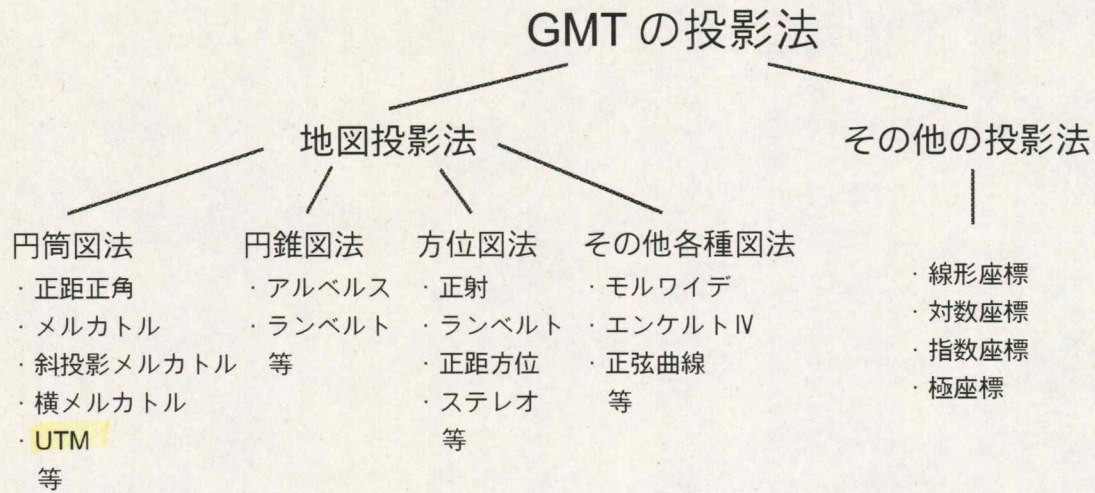 GMT の投影法
地図投影法
その他の投影法
円筒図法
・正距正角
・メルカトル
・斜投影メルカトル
・横メルカトル
・UTM
等
円錐図法
・アルベルス
・ランベルト
等
方位図法
・正射
・ランベルト
・正距方位
・ステレオ
等
その他各種図法
・モルワイデ
・エンケルトⅣ
・正弦曲線
等
・線形座標
・対数座標
・指数座標
・極座標